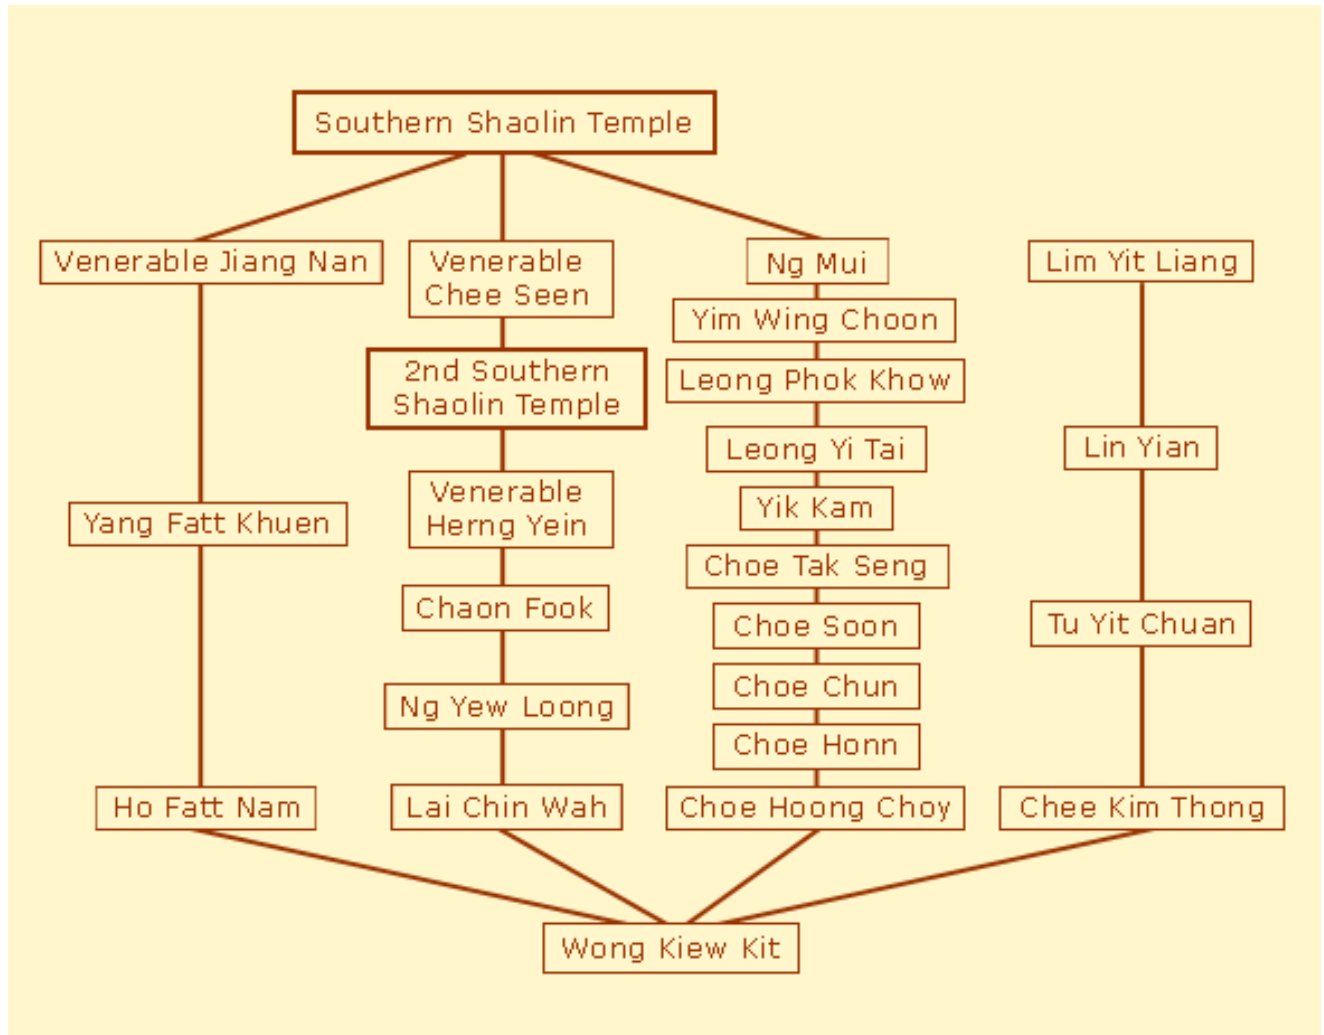 Southern Shaolin Temple
Venerable Jiang Nan
Venerable
Chee Seen
Ng Mui
Lim Yit Liang
Yim Wing Choon
2nd Southern
Shaolin Temple
Leong Phok Khow
Leong Yi Tai
Lin Yian
Venerable
Herng Yein
Yik Kam
Yang Fatt Khuen
Choe Tak Seng
Chaon Fook
Choe Soon
Tu Yit Chuan
Choe Chun
Ng Yew Loong
Choe Honn
Ho Fatt Nam
Lai Chin Wah
Choe Hoong Choy
Chee Kim Thong
Wong Kiew Kit